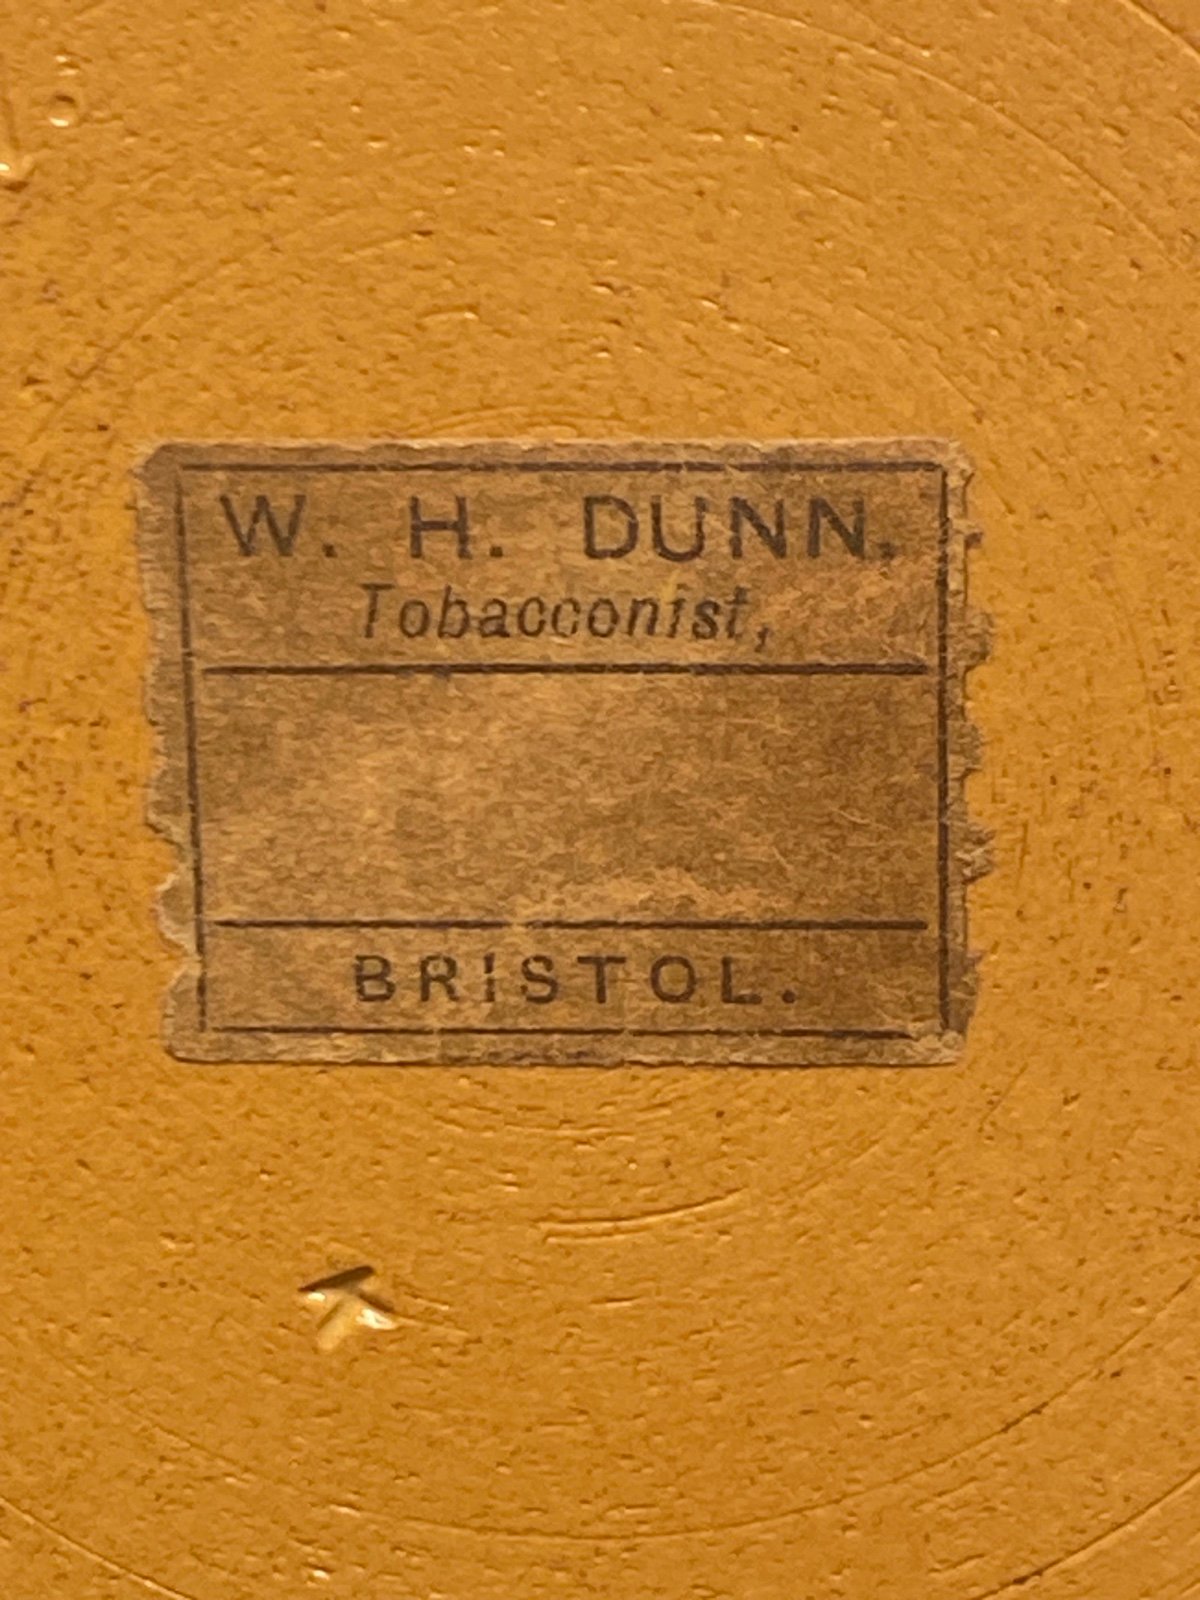 W. H. DUNN.
Tobacconist,
BRISTOL.